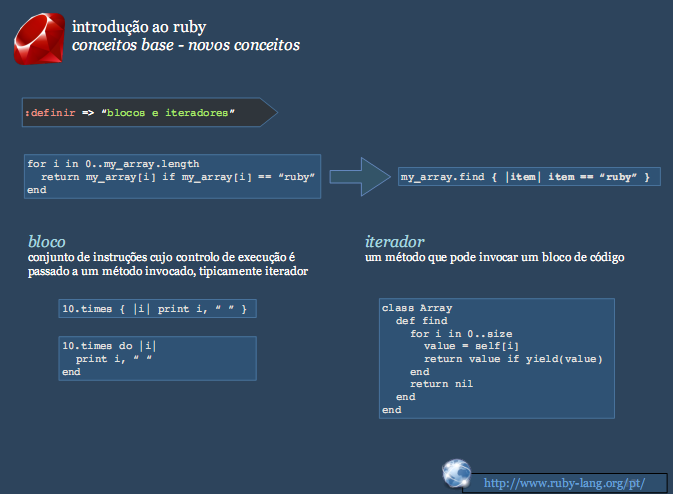 introdução ao ruby
conceitos base - novos conceitos
:definir => “blocos e iteradores”
for i in 0..my_array.length
return my_array[i] if my_array[i] == “ruby”
end
my_array.find { |item| item == “ruby” }
bloco
conjunto de instruções cujo controlo de execução é
passado a um método invocado, tipicamente iterador
10.times { |i| print i, “ ” }
10.times do |i|
print i, “ “
end
iterador
um método que pode invocar um bloco de código
class Array
def find
for i in 0..size
value = self[i]
return value if yield(value)
end
return nil
end
end
http://www.ruby-lang.org/pt/